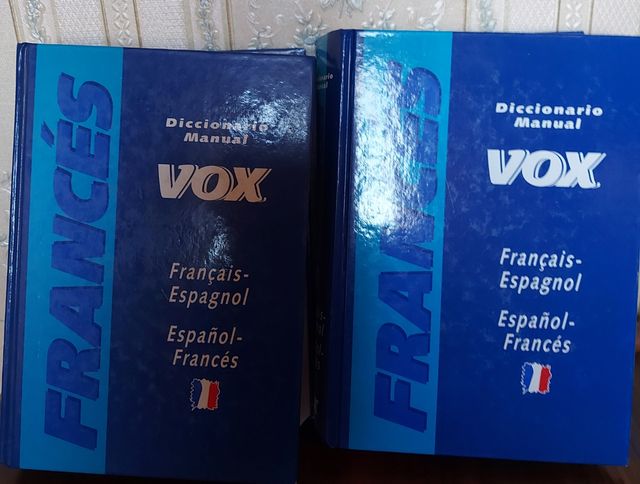 FRANCÉS
Diccionario
Manual
VOX
Français-
Espagnol
Español-
Francés
FRANCÉS
Diccionario
Manual
VOX
Français-
Espagnol
Español-
Francés